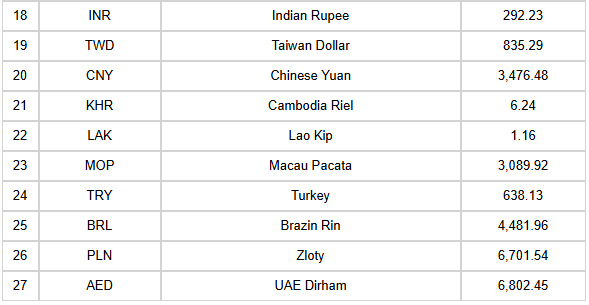 18 INR Indian Rupee 292.23
19 TWD Taiwan Dollar 835.29
20 CNY Chinese Yuan 3,476.48
21 KHR Cambodia Riel 6.24
22 LAK Lao Kip 1.16
23 MOP Macau Pacata 3,089.92
24 TRY Turkey 638.13
25 BRL Brazin Rin 4,481.96
26 PLN Zloty 6,701.54
27 AED UAE Dirham 6,802.45